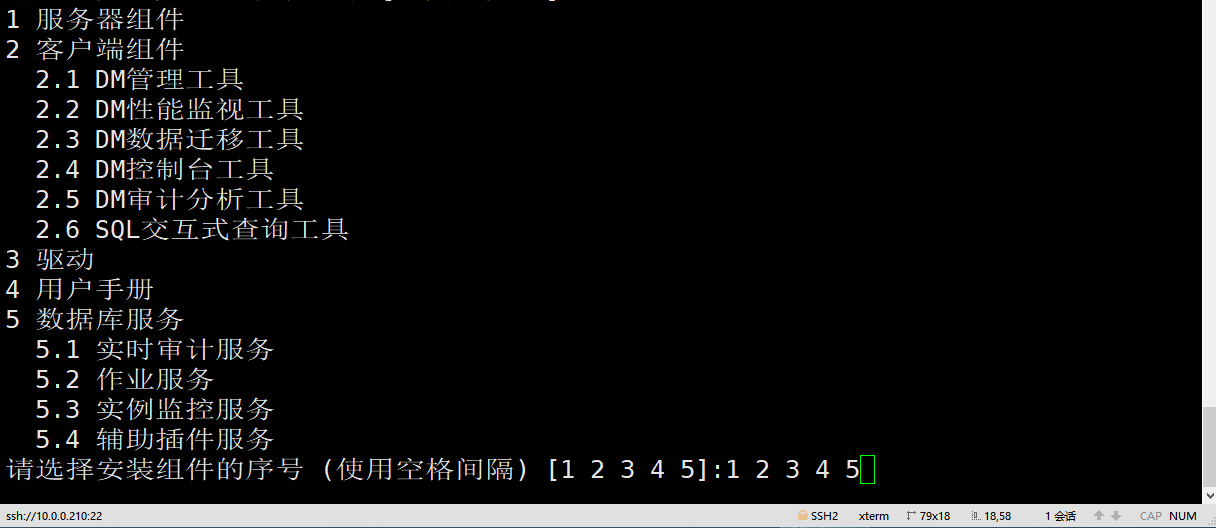 1 服务器组件
2 客户端组件
2.1 DM管理工具
2.2 DM性能监视工具
2.3 DM数据迁移工具
2.4 DM控制台工具
2.5 DM审计分析工具
2.6 SQL交互式查询工具
3 驱动
4 用户手册
5 数据库服务
5.1 实时审计服务
5.2 作业服务
5.3 实例监控服务
5.4 辅助插件服务
请选择安装组件的序号 (使用空格间隔) [1 2 3 4 5]:1 2 3 4 5
ssh://10.0.0.210:22 SSH2 xterm 79x18 18,58 1 会话 CAP NUM